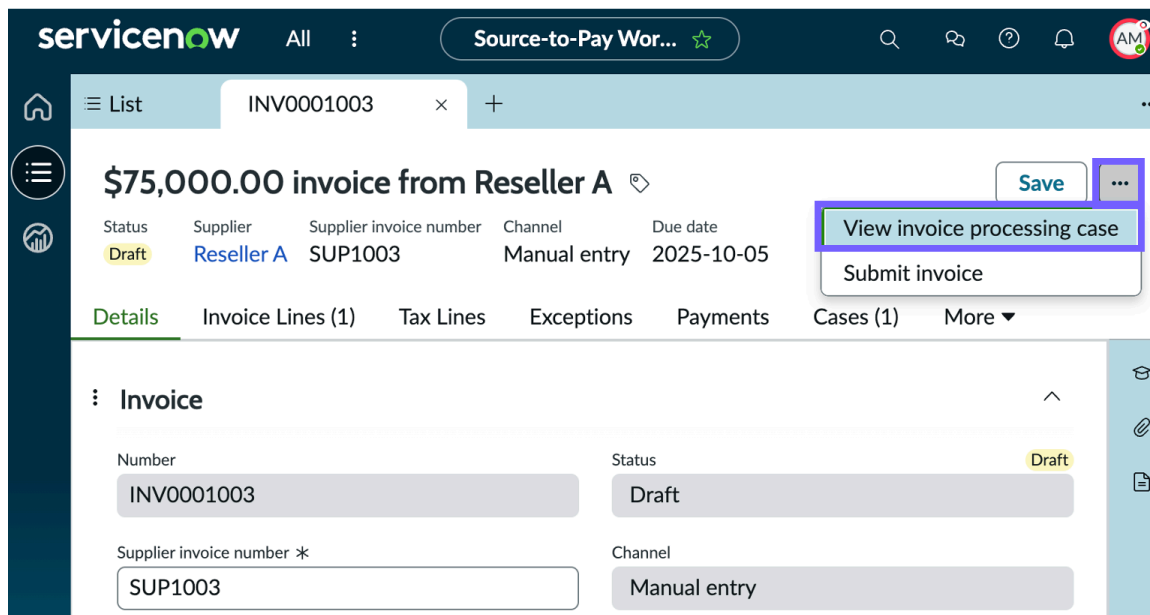 servicenow All Source-to-Pay Wor... AM
List INV0001003
$75,000.00 invoice from Reseller A Save
Status Supplier Supplier invoice number Channel Due date
Draft Reseller A SUP1003 Manual entry 2025-10-05
View invoice processing case
Submit invoice
Details Invoice Lines (1) Tax Lines Exceptions Payments Cases (1) More
Invoice
Number Status Draft
INV0001003 Draft
Supplier invoice number * Channel
SUP1003 Manual entry